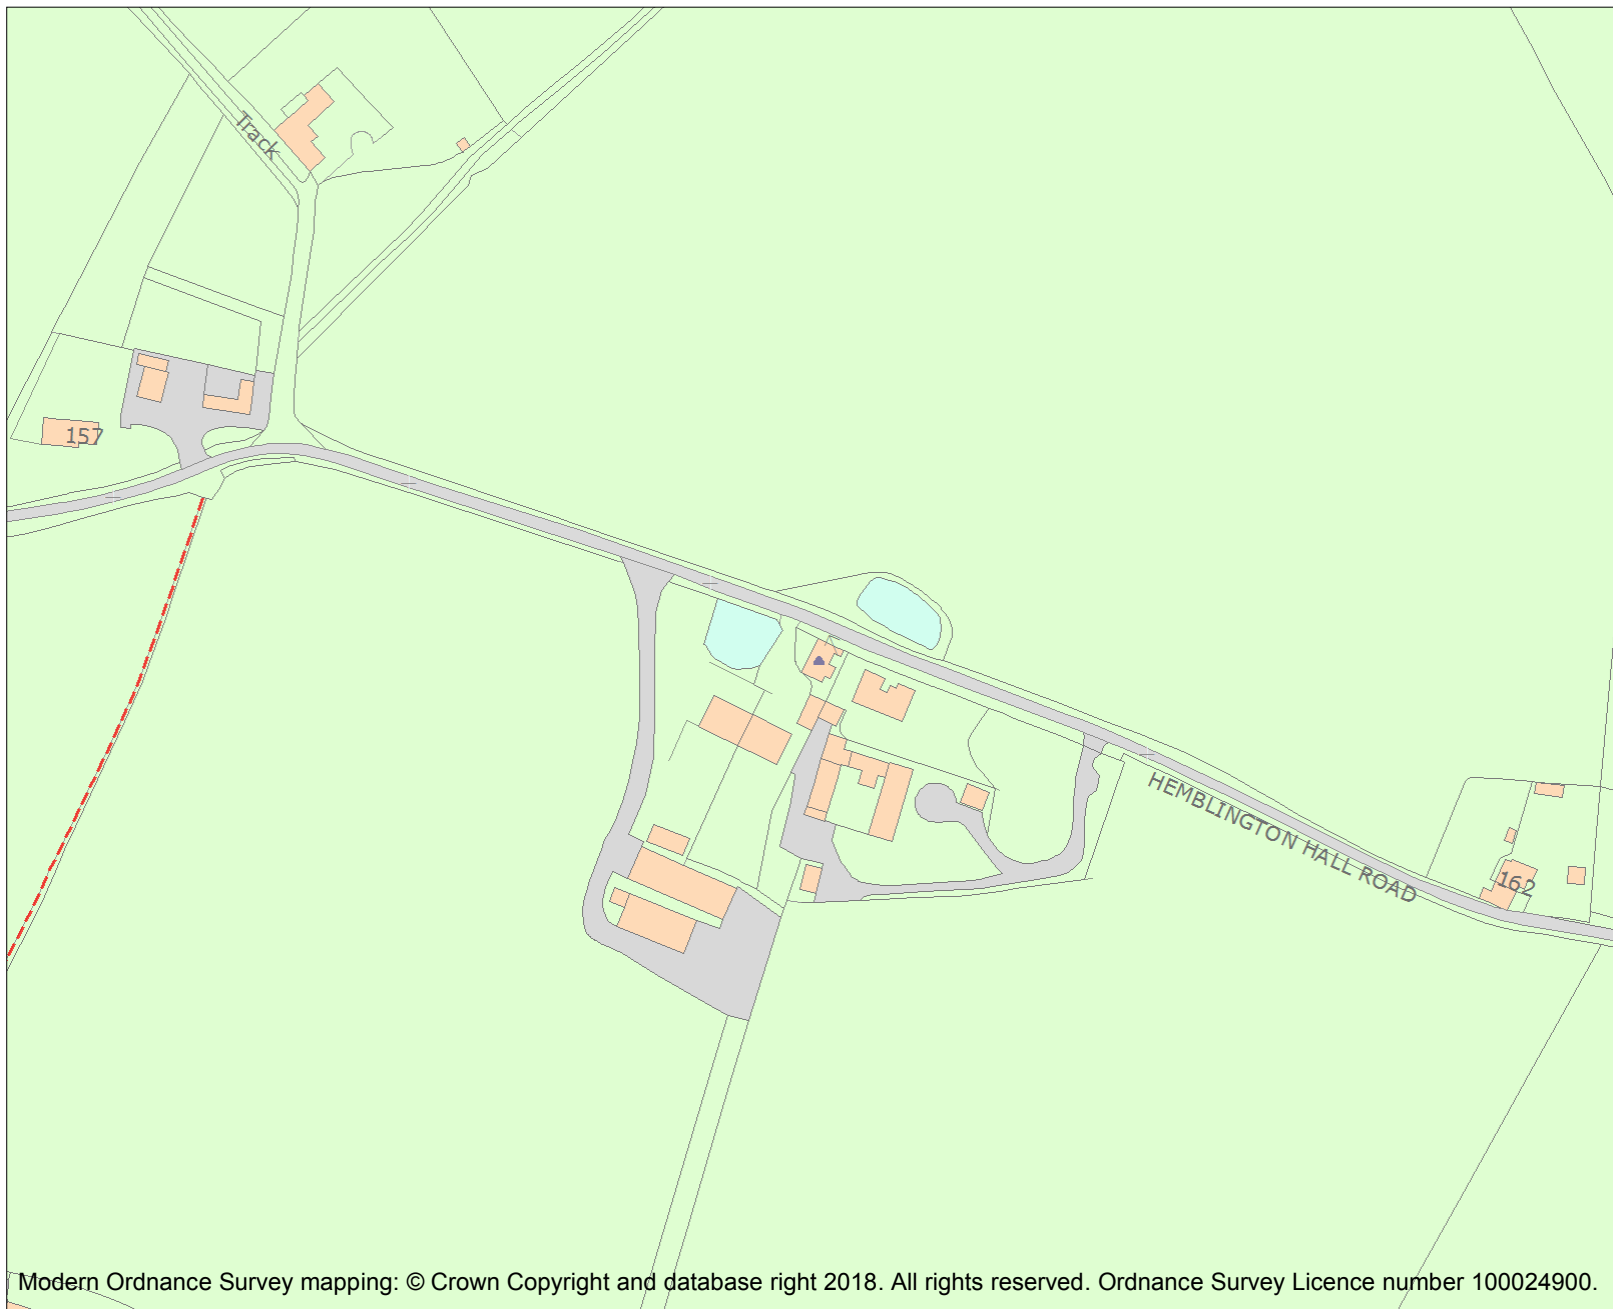 Track
157
HEMBLINGTON HALL ROAD
162
Modern Ordnance Survey mapping: © Crown Copyright and database right 2018. All rights reserved. Ordnance Survey Licence number 100024900.